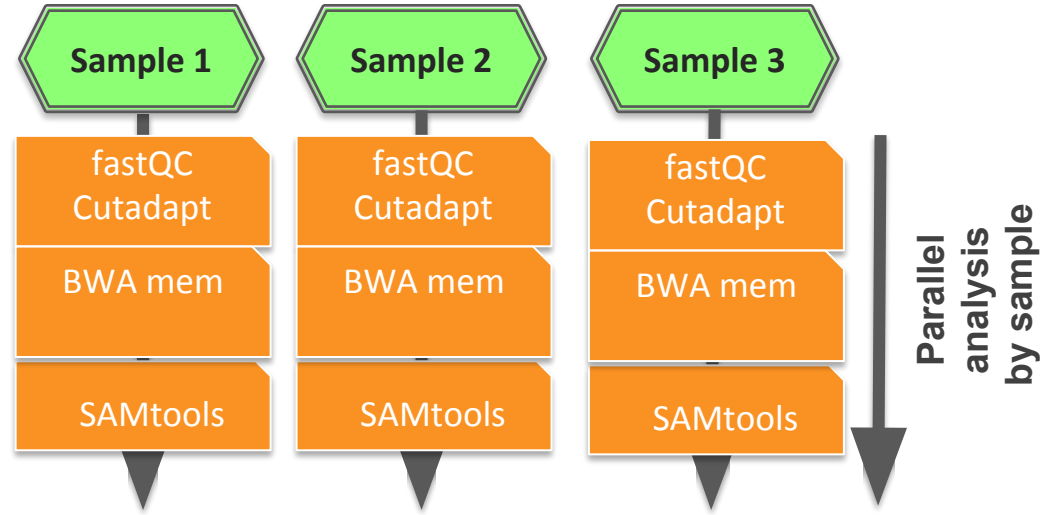 Sample 1
fastQC
Cutadapt
BWA mem
SAMtools
Sample 2
fastQC
Cutadapt
BWA mem
SAMtools
Sample 3
fastQC
Cutadapt
BWA mem
SAMtools
Parallel
analysis
by sample